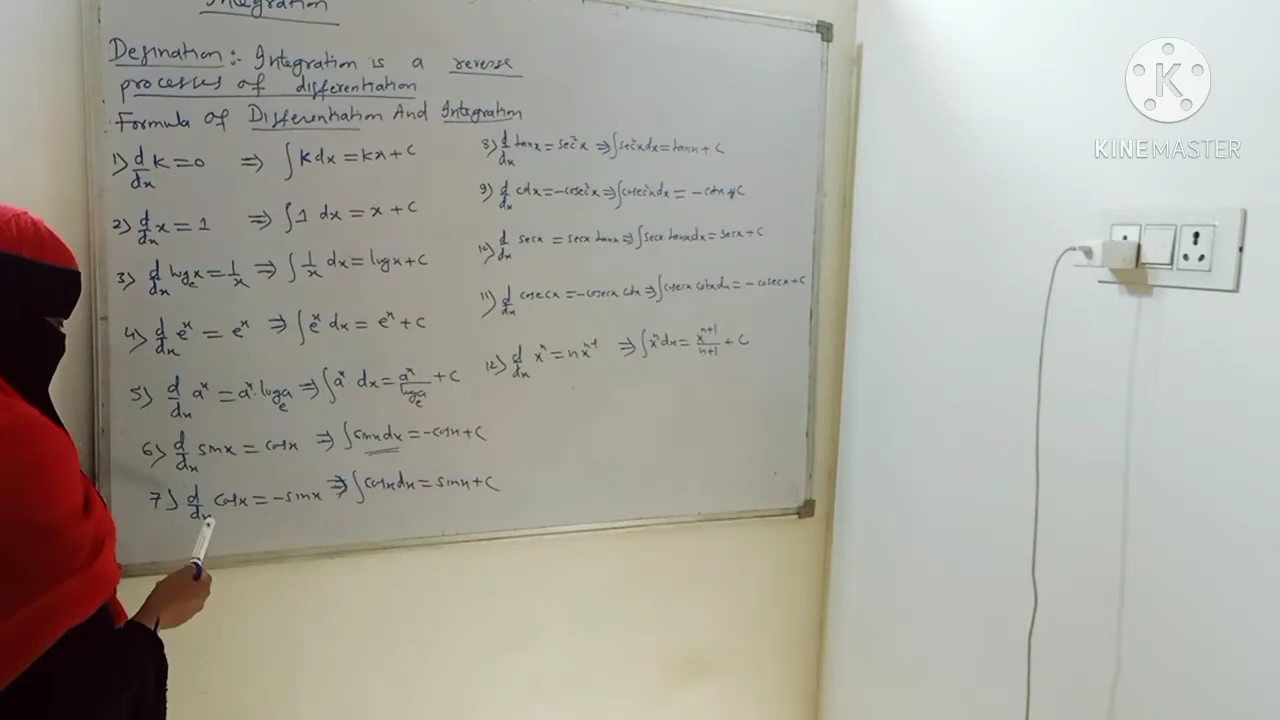 Integration
Defination :- Integration is a reverse
processes of differentiation
Formula Of Differentiation And Integration
1) d/dx K = 0 ⇒ ∫ K dx = Kx + C
2) d/dx x = 1 ⇒ ∫ 1 dx = x + C
3) d/dx logₑx = 1/x ⇒ ∫ 1/x dx = logx + C
4) d/dx eˣ = eˣ ⇒ ∫ eˣ dx = eˣ + C
5) d/dx aˣ = aˣ · logₑa ⇒ ∫ aˣ dx = aˣ/logₑa + C
6) d/dx sinx = cosx ⇒ ∫ sinx dx = -cosx + C
7) d/dx cosx = -sinx ⇒ ∫ cosx dx = sinx + C
8) d/dx tanx = sec²x ⇒ ∫ sec²x dx = tanx + C
9) d/dx cotx = -cosec²x ⇒ ∫ cosec²x dx = -cotx + C
10) d/dx secx = secx tanx ⇒ ∫ secx · tanx dx = secx + C
11) d/dx cosecx = -cosecx cotx ⇒ ∫ cosecx cotx dx = -cosecx + C
12) d/dx xⁿ = nxⁿ⁻¹ ⇒ ∫ xⁿ dx = xⁿ⁺¹/n+1 + C
K
KINEMASTER